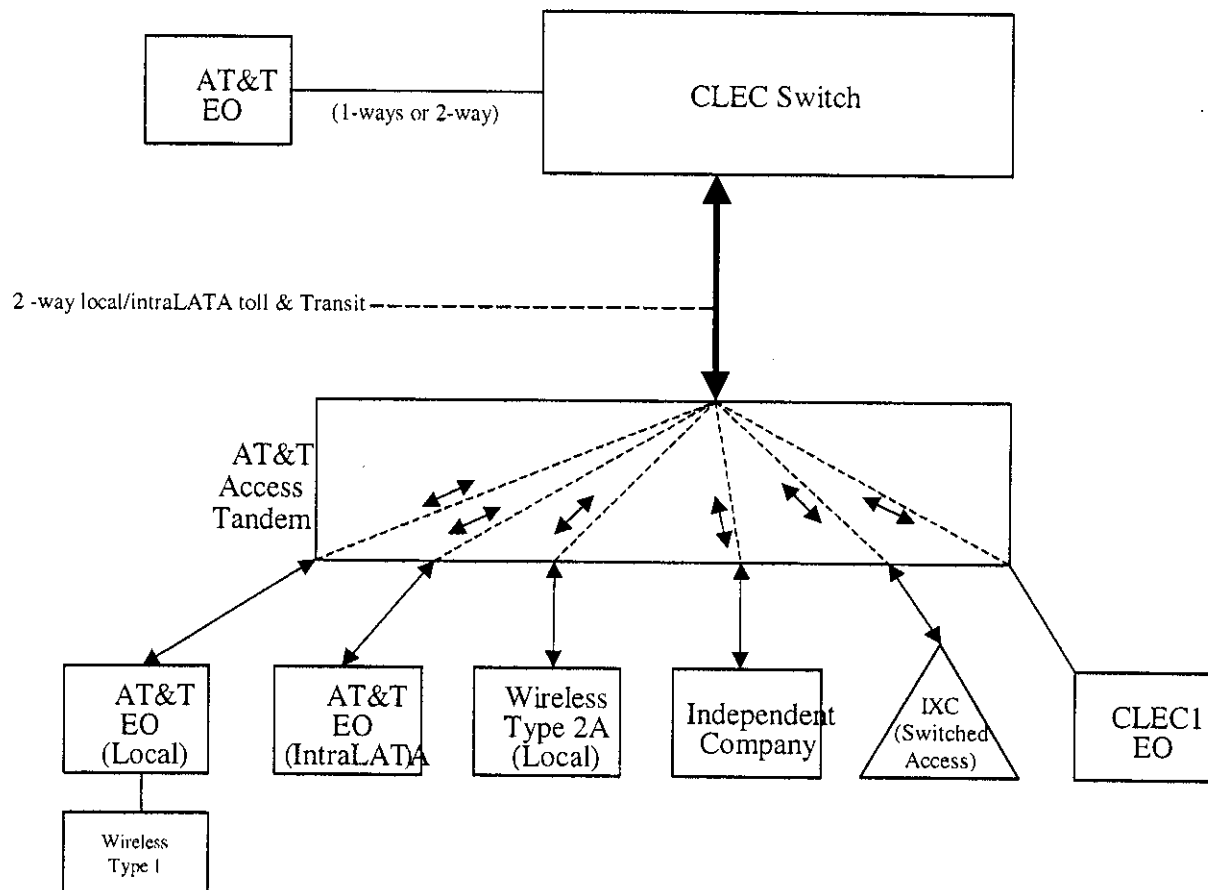 AT&T
EO
(1-ways or 2-way)
CLEC Switch
2 -way local/intraLATA toll & Transit
AT&T
Access
Tandem
AT&T
EO
(Local)
AT&T
EO
(IntraLATA)
Wireless
Type 2A
(Local)
Independent
Company
IXC
(Switched
Access)
CLEC1
EO
Wireless
Type 1